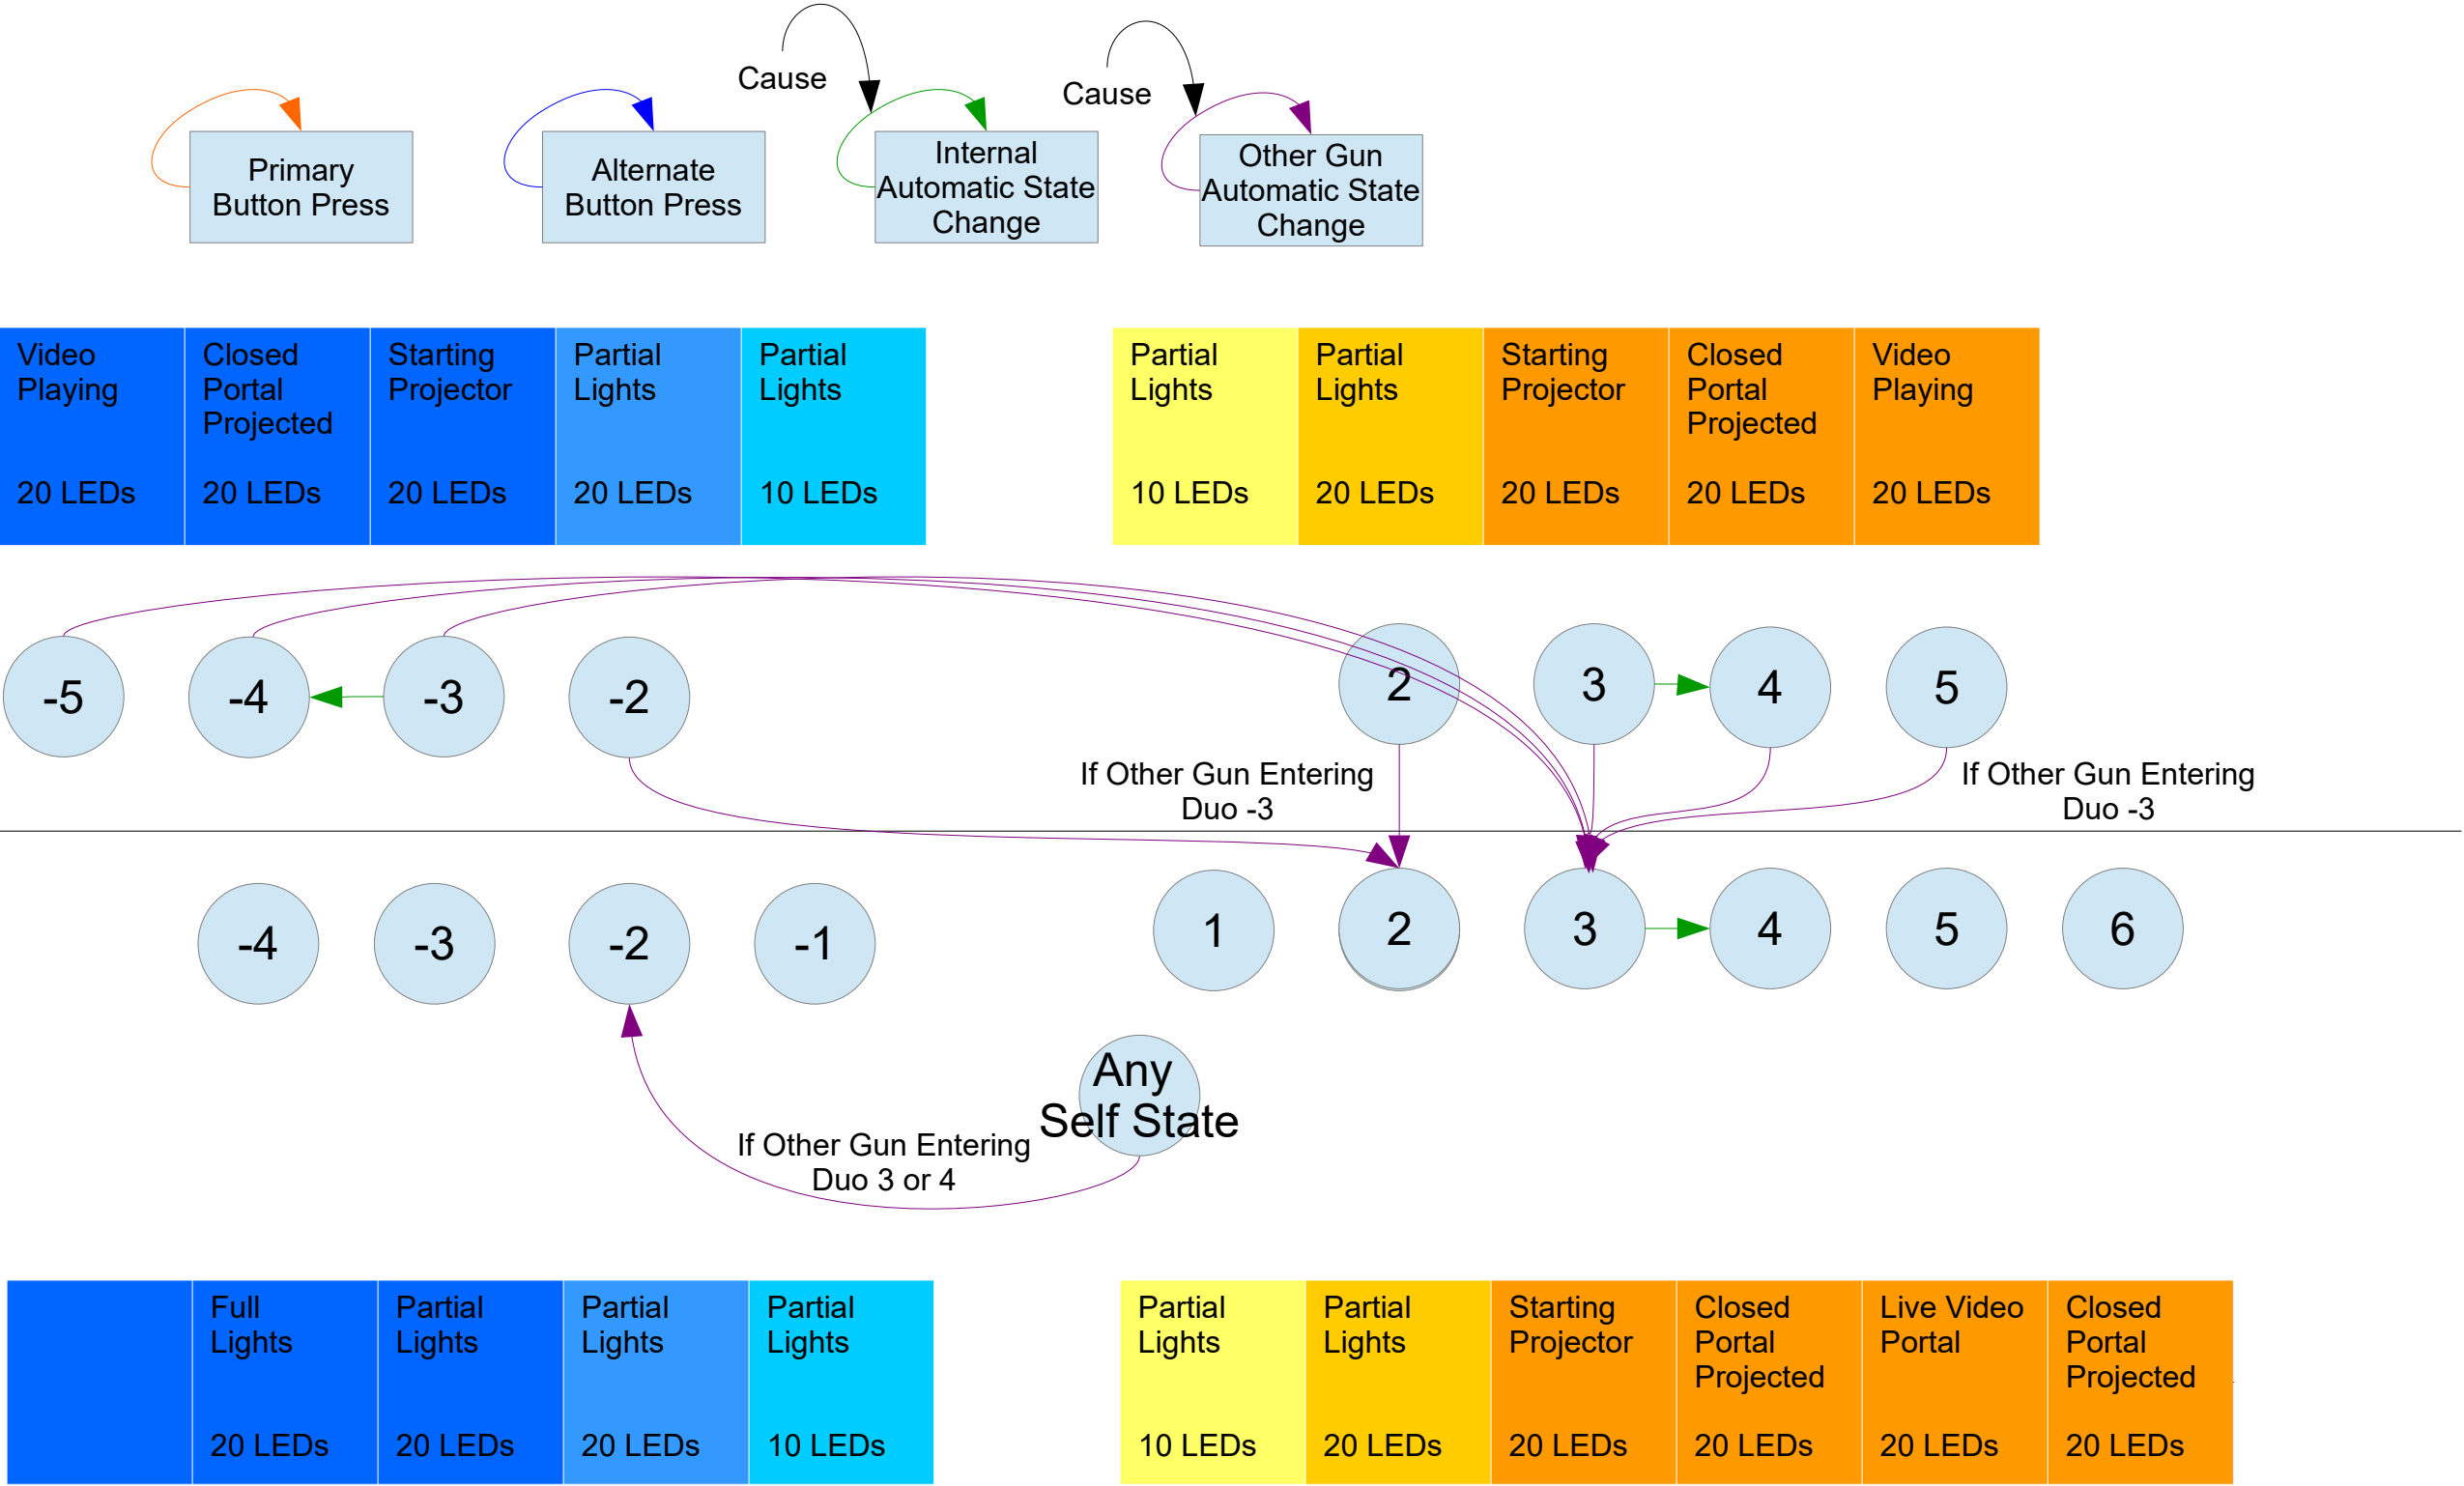 Cause
Cause
Primary
Button Press
Alternate
Button Press
Internal
Automatic State
Change
Other Gun
Automatic State
Change
Video
Playing
20 LEDs
Closed
Portal
Projected
20 LEDs
Starting
Projector
20 LEDs
Partial
Lights
20 LEDs
Partial
Lights
10 LEDs
Partial
Lights
10 LEDs
Partial
Lights
20 LEDs
Starting
Projector
20 LEDs
Closed
Portal
Projected
20 LEDs
Video
Playing
20 LEDs
-5
-4
-3
-2
2
3
4
5
If Other Gun Entering
Duo -3
If Other Gun Entering
Duo -3
-4
-3
-2
-1
1
2
3
4
5
6
Any
Self State
If Other Gun Entering
Duo 3 or 4
Full
Lights
20 LEDs
Partial
Lights
20 LEDs
Partial
Lights
20 LEDs
Partial
Lights
10 LEDs
Partial
Lights
10 LEDs
Partial
Lights
20 LEDs
Starting
Projector
20 LEDs
Closed
Portal
Projected
20 LEDs
Live Video
Portal
20 LEDs
Closed
Portal
Projected
20 LEDs